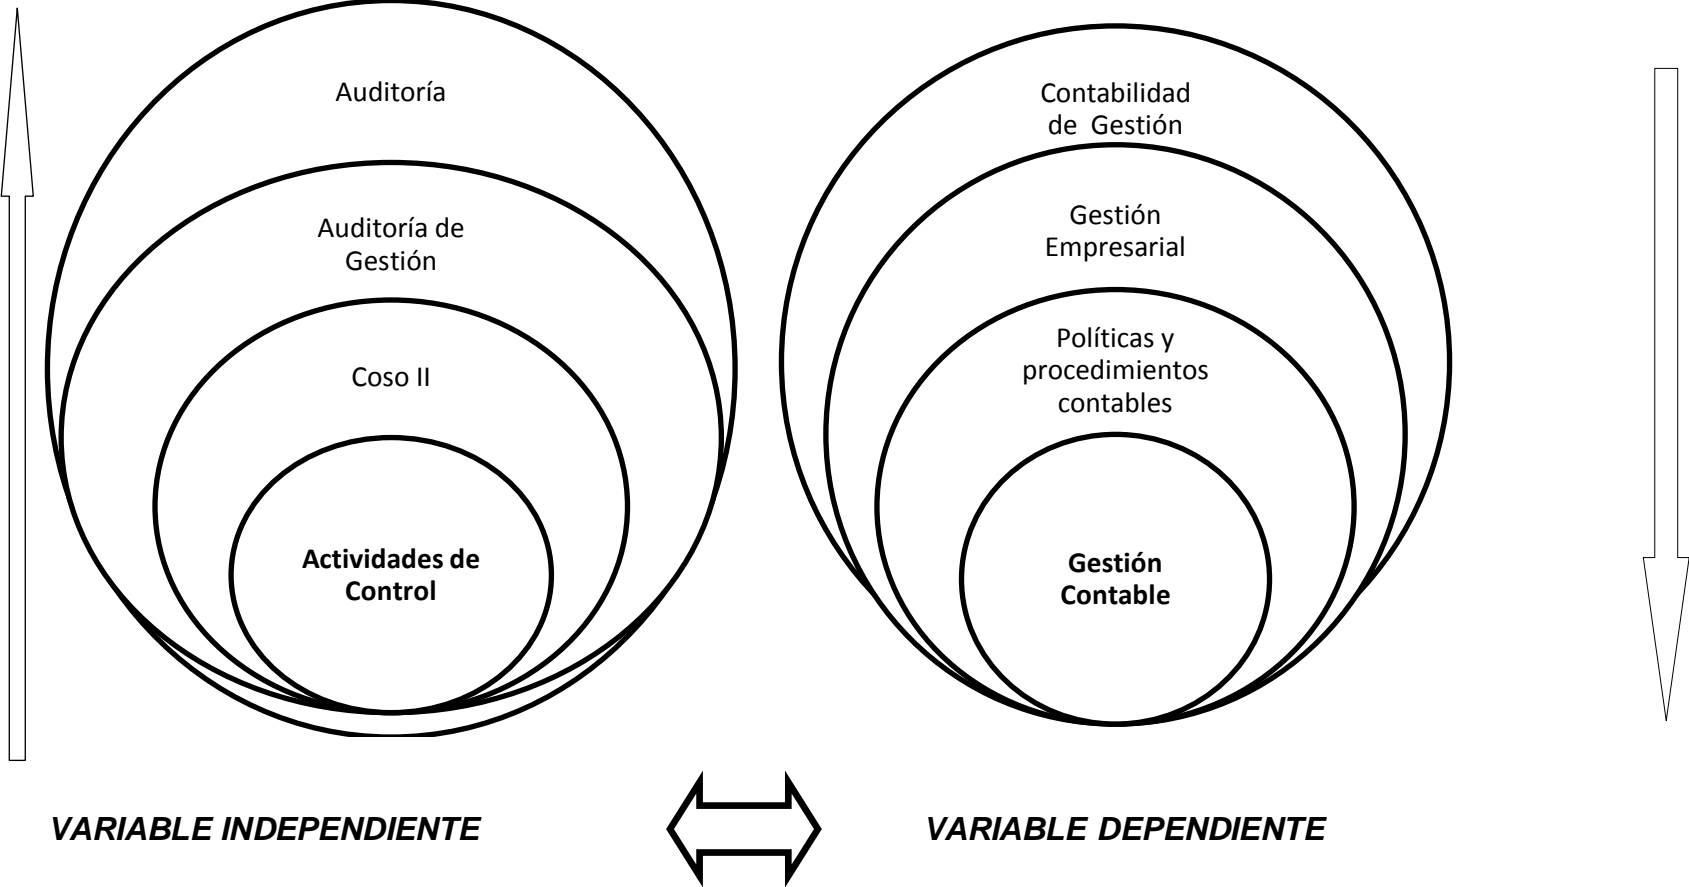 Auditoría
Auditoría de
Gestión
Coso II
Actividades de
Control
Contabilidad
de Gestión
Gestión
Empresarial
Políticas y
procedimientos
contables
Gestión
Contable
VARIABLE INDEPENDIENTE
VARIABLE DEPENDIENTE